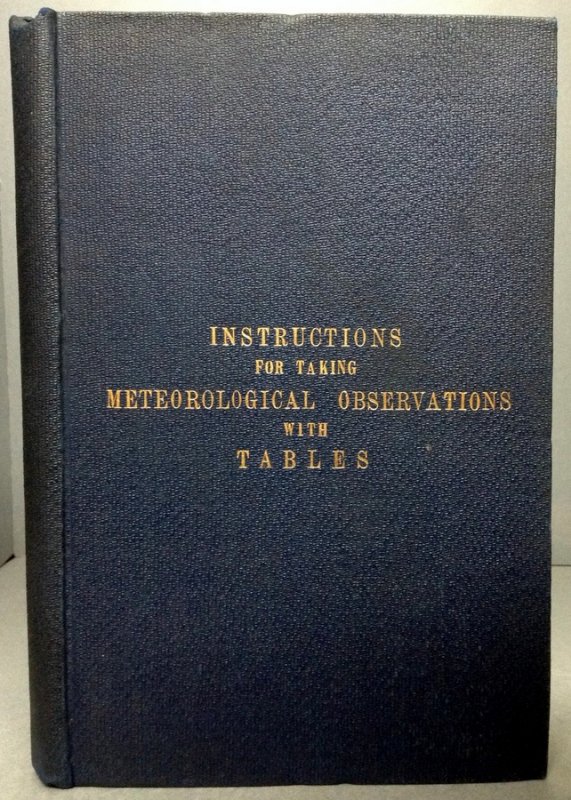 INSTRUCTIONS
FOR TAKING
METEOROLOGICAL OBSERVATIONS
WITH
TABLES